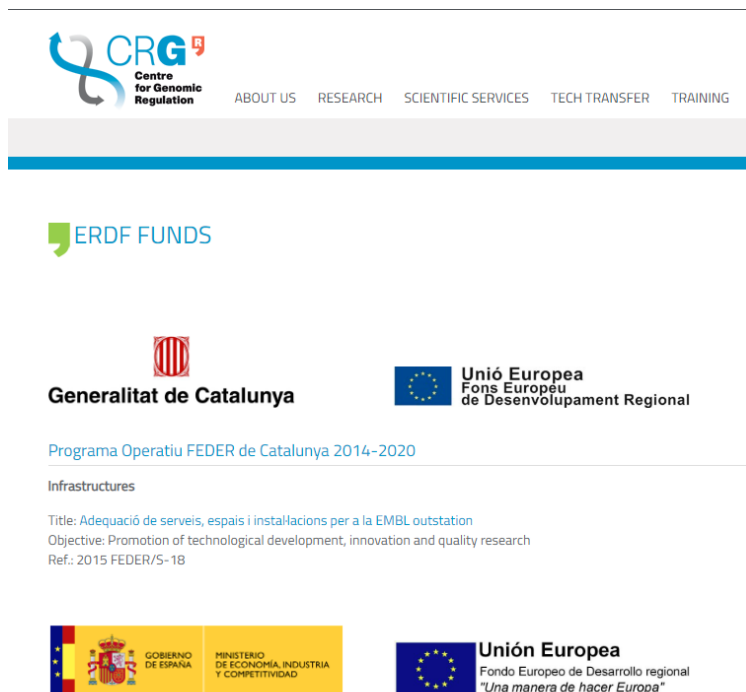 CRG R
Centre
for Genomic
Regulation
ABOUT US RESEARCH SCIENTIFIC SERVICES TECH TRANSFER TRAINING
ERDF FUNDS
Generalitat de Catalunya
Unió Europea
Fons Europeu
de Desenvolupament Regional
Programa Operatiu FEDER de Catalunya 2014-2020
Infrastructures
Title: Adequació de serveis, espais i instal·lacions per a la EMBL outstation
Objective: Promotion of technological development, innovation and quality research
Ref.: 2015 FEDER/S-18
GOBIERNO
DE ESPAÑA
MINISTERIO
DE ECONOMÍA, INDUSTRIA
Y COMPETITIVIDAD
Unión Europea
Fondo Europeo de Desarrollo regional
"Una manera de hacer Europa"